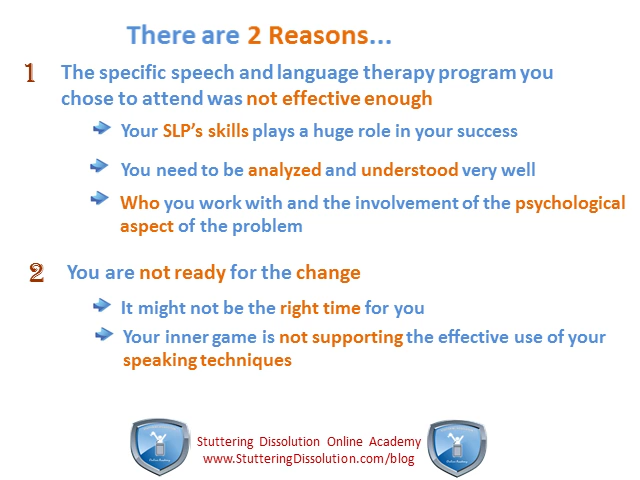 There are 2 Reasons...
1 The specific speech and language therapy program you
chose to attend was not effective enough
Your SLP's skills plays a huge role in your success
You need to be analyzed and understood very well
Who you work with and the involvement of the psychological
aspect of the problem
2 You are not ready for the change
It might not be the right time for you
Your inner game is not supporting the effective use of your
speaking techniques
Stuttering Dissolution Online Academy
www.StutteringDissolution.com/blog